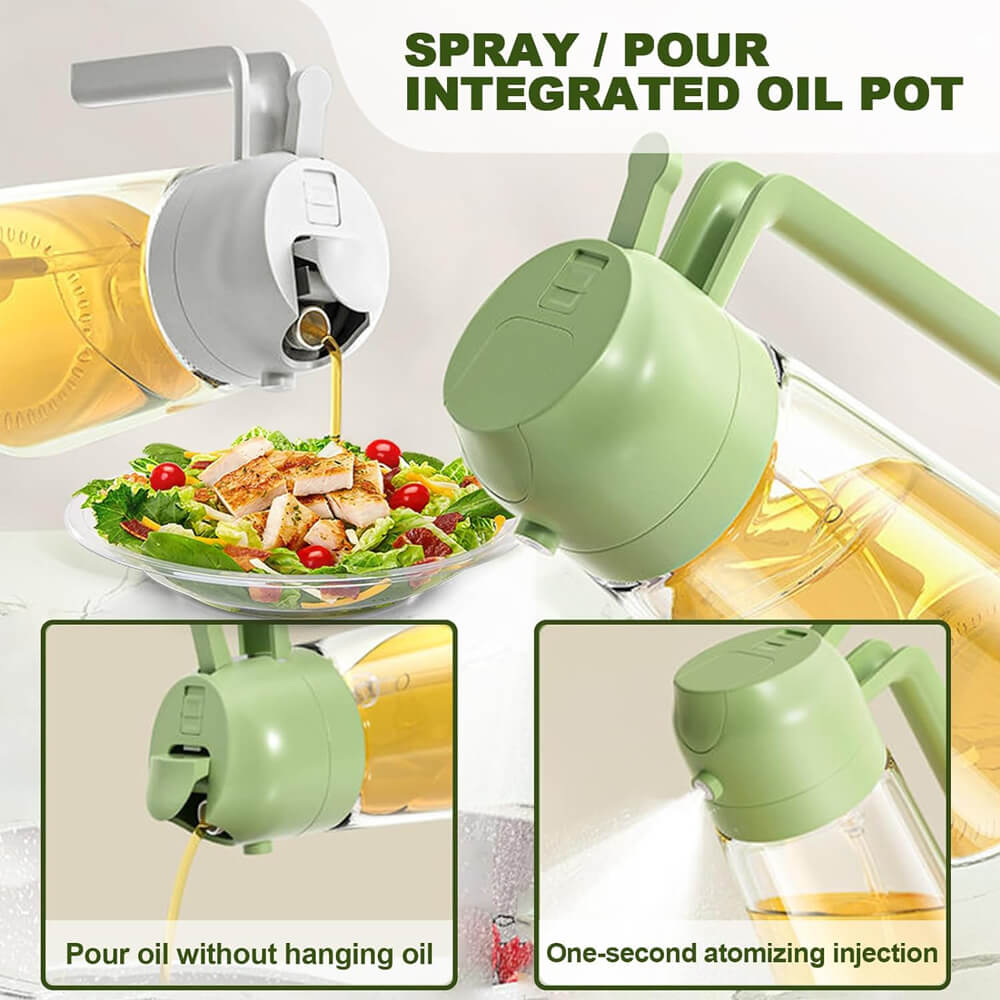 SPRAY / POUR
INTEGRATED OIL POT
Pour oil without hanging oil
One-second atomizing injection